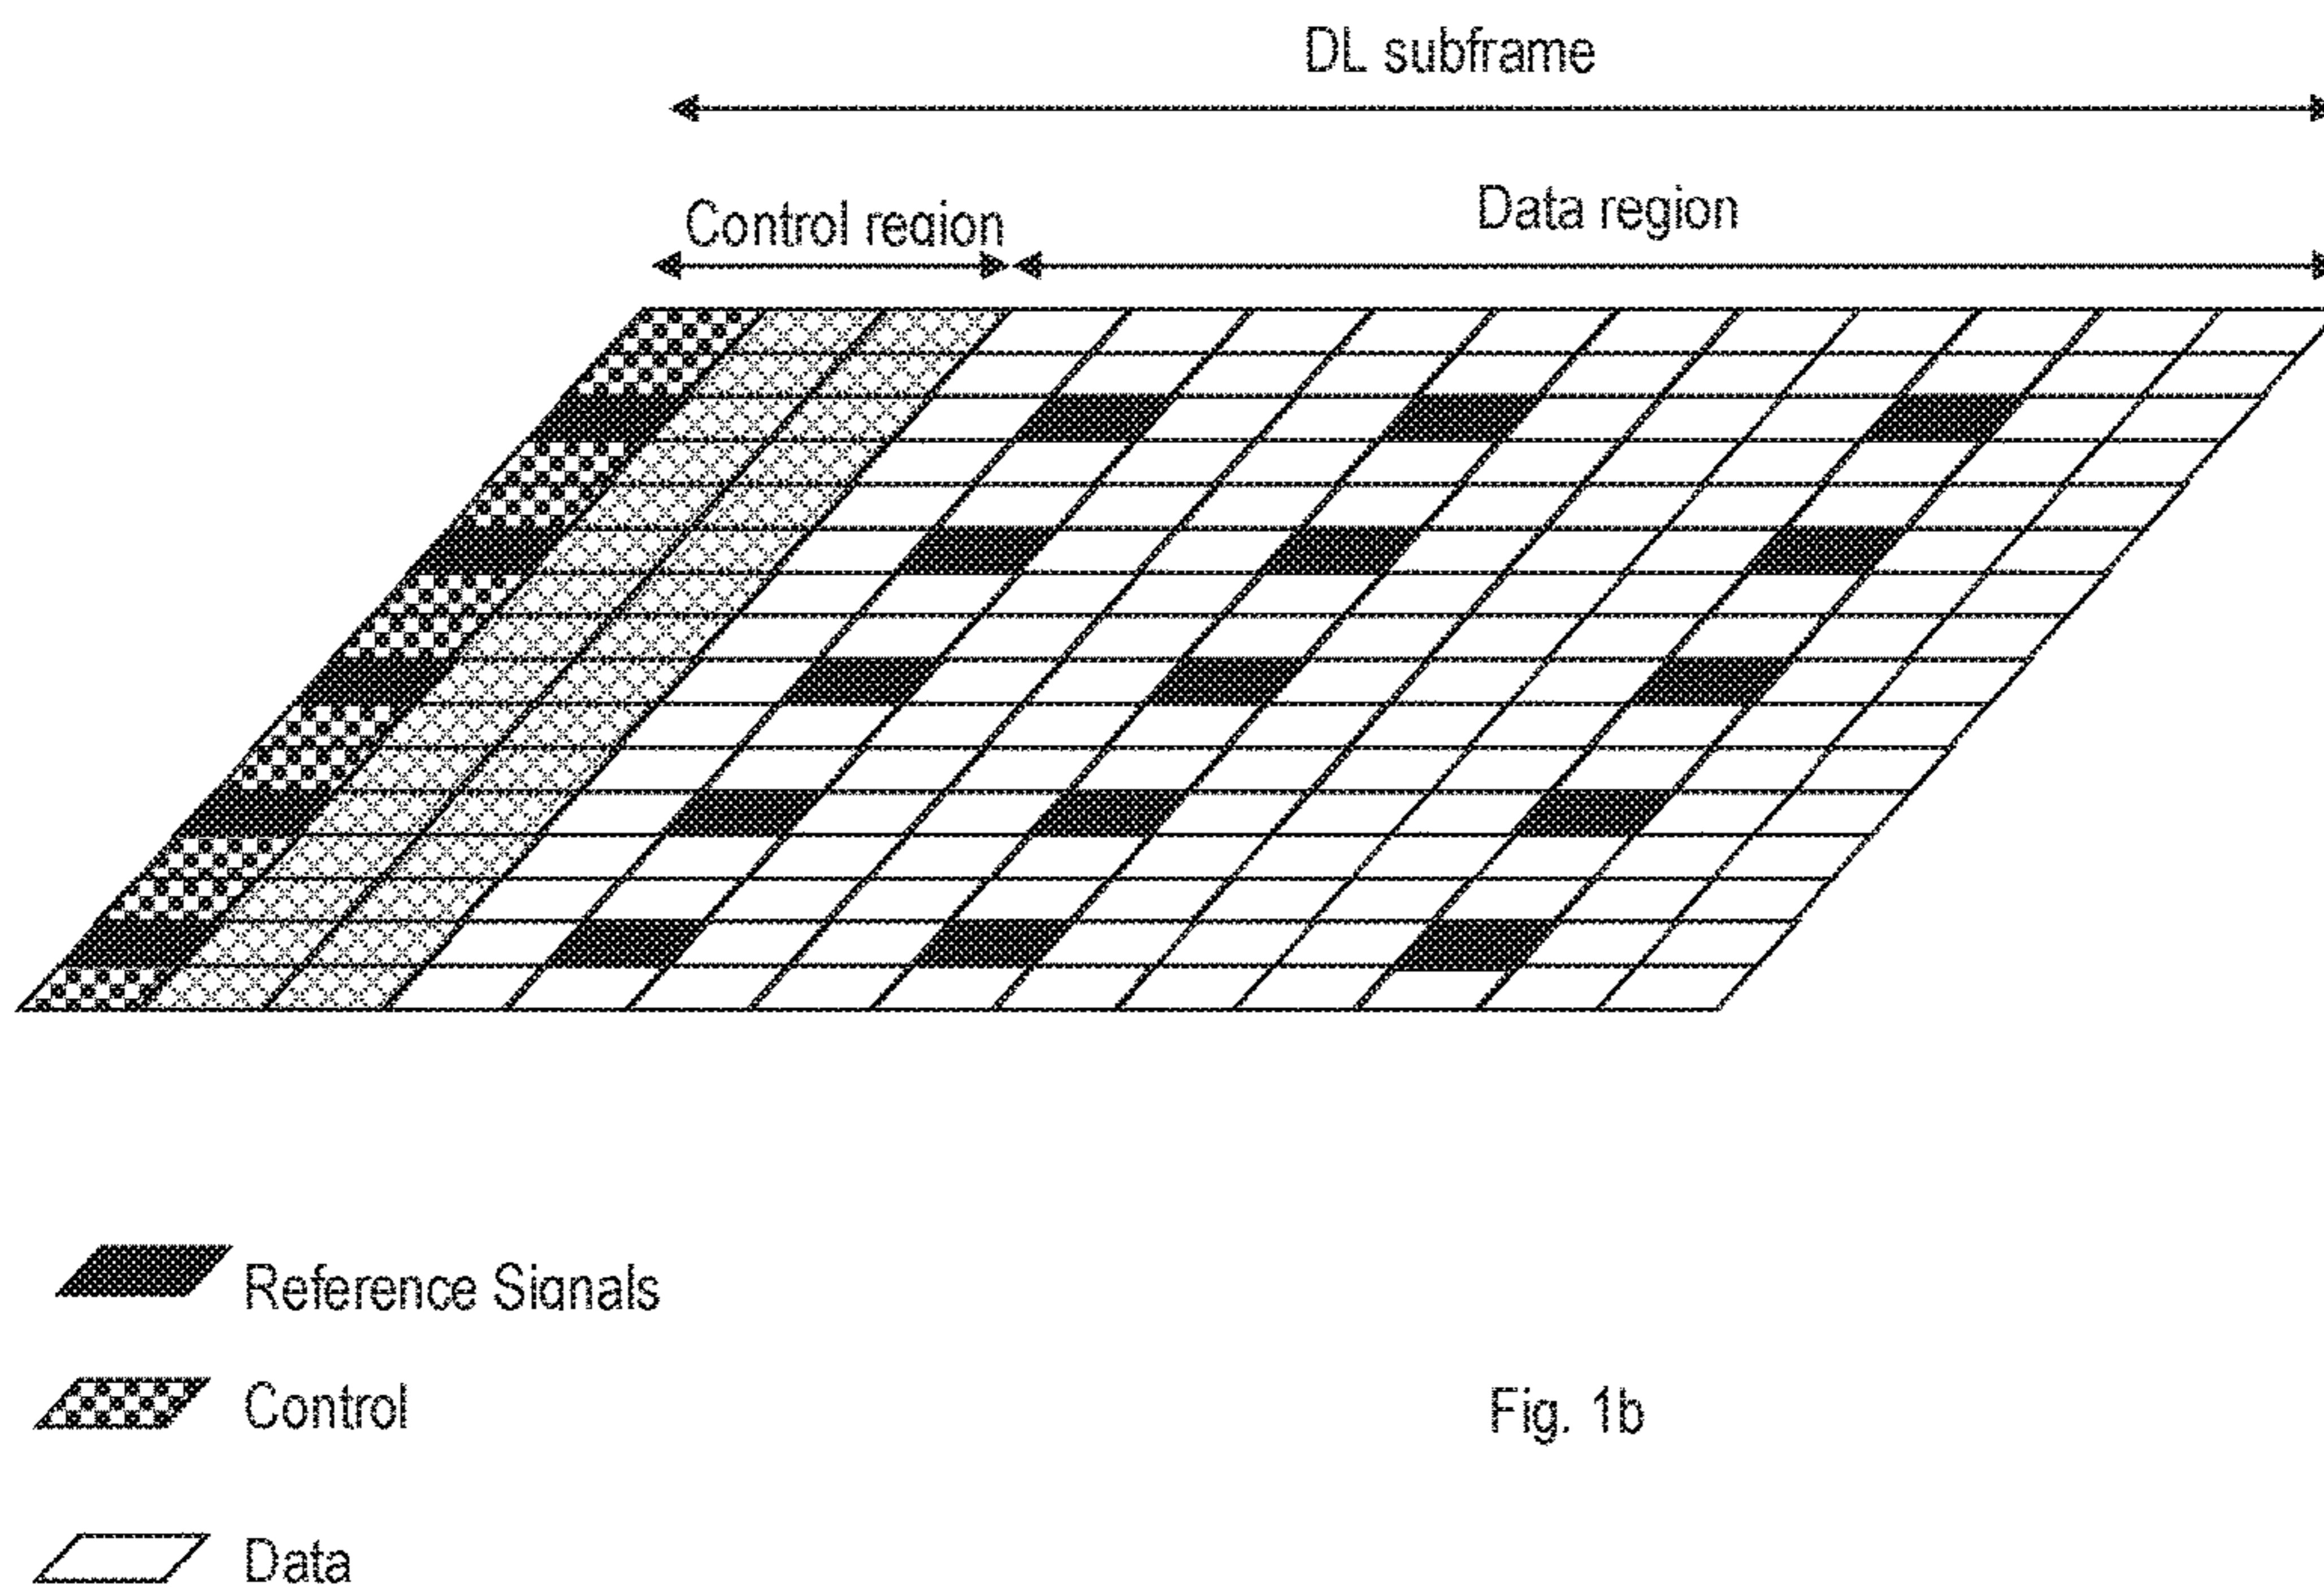 DL subframe
Control region
Data region
Reference Signals
Control
Fig. 1b
Data